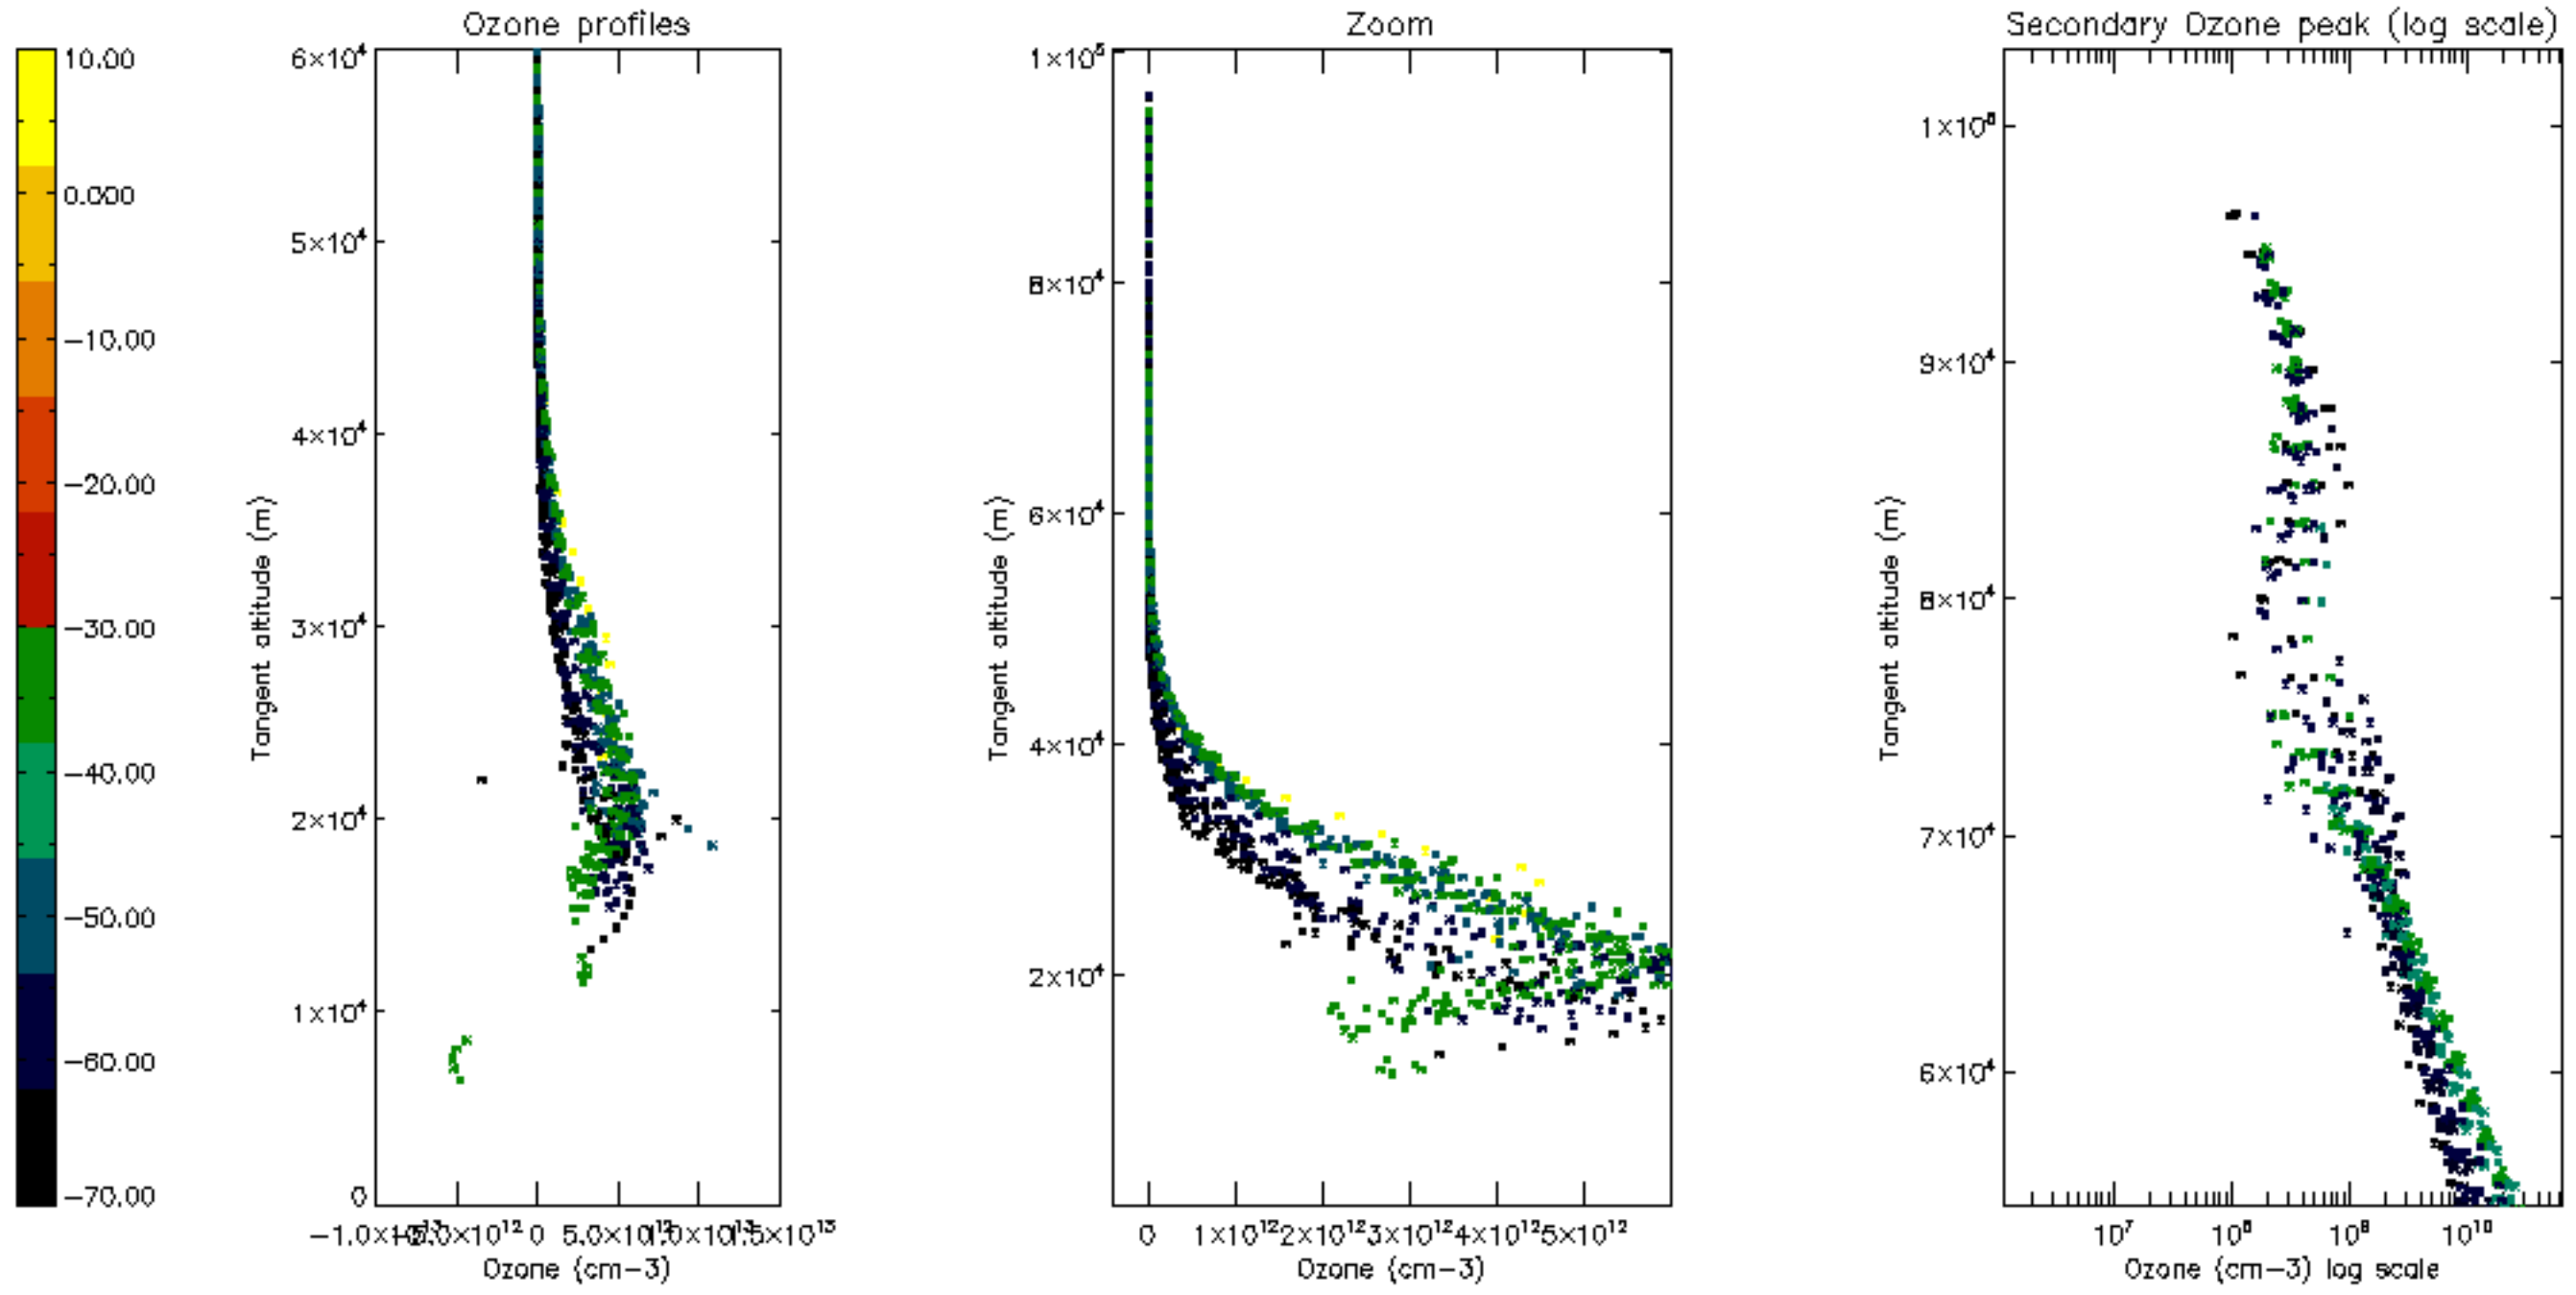 Ozone profiles
Zoom
Secondary Ozone peak (log scale)
10.00
0.00
−10.00
−20.00
−30.00
−40.00
−50.00
−60.00
−70.00
6×10⁴
5×10⁴
4×10⁴
3×10⁴
2×10⁴
1×10⁴
0
Tangent altitude (m)
0
Ozone (cm−3)
1×10⁵
8×10⁴
6×10⁴
4×10⁴
2×10⁴
Tangent altitude (m)
0 1×10¹² 2×10¹² 3×10¹² 4×10¹² 5×10¹²
Ozone (cm−3)
1×10⁵
9×10⁴
8×10⁴
7×10⁴
6×10⁴
Tangent altitude (m)
10⁷ 10⁸ 10⁹ 10¹⁰
Ozone (cm−3) log scale